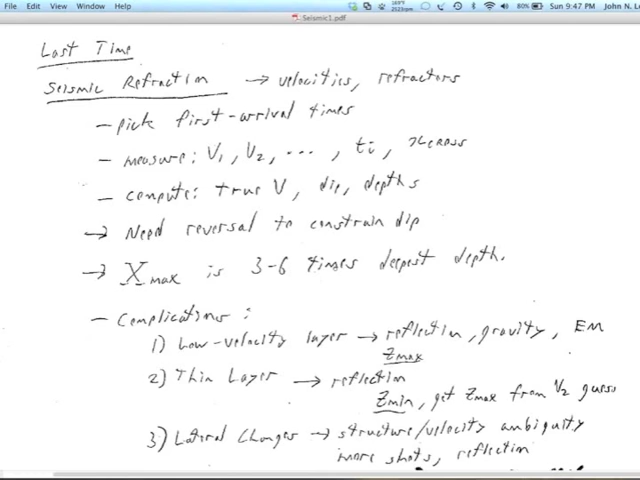 File Edit View Window Help
80% Sun 9:47 PM John N. L
Seismic1.pdf
Last Time
Seismic Refraction → velocities, refractors
- pick first-arrival times
- measure: V1, V2, ..., ti, xcross
- compute: true V, dip, depths
→ Need reversal to constrain dip
→ Xmax is 3-6 times deepest depth.
- Complications:
1) Low-velocity layer → reflection, gravity, EM
Zmax
2) Thin Layer → reflection
Zmin, get Zmax from V2 guess
3) Lateral Changes → structure/velocity ambiguity
more shots, reflection